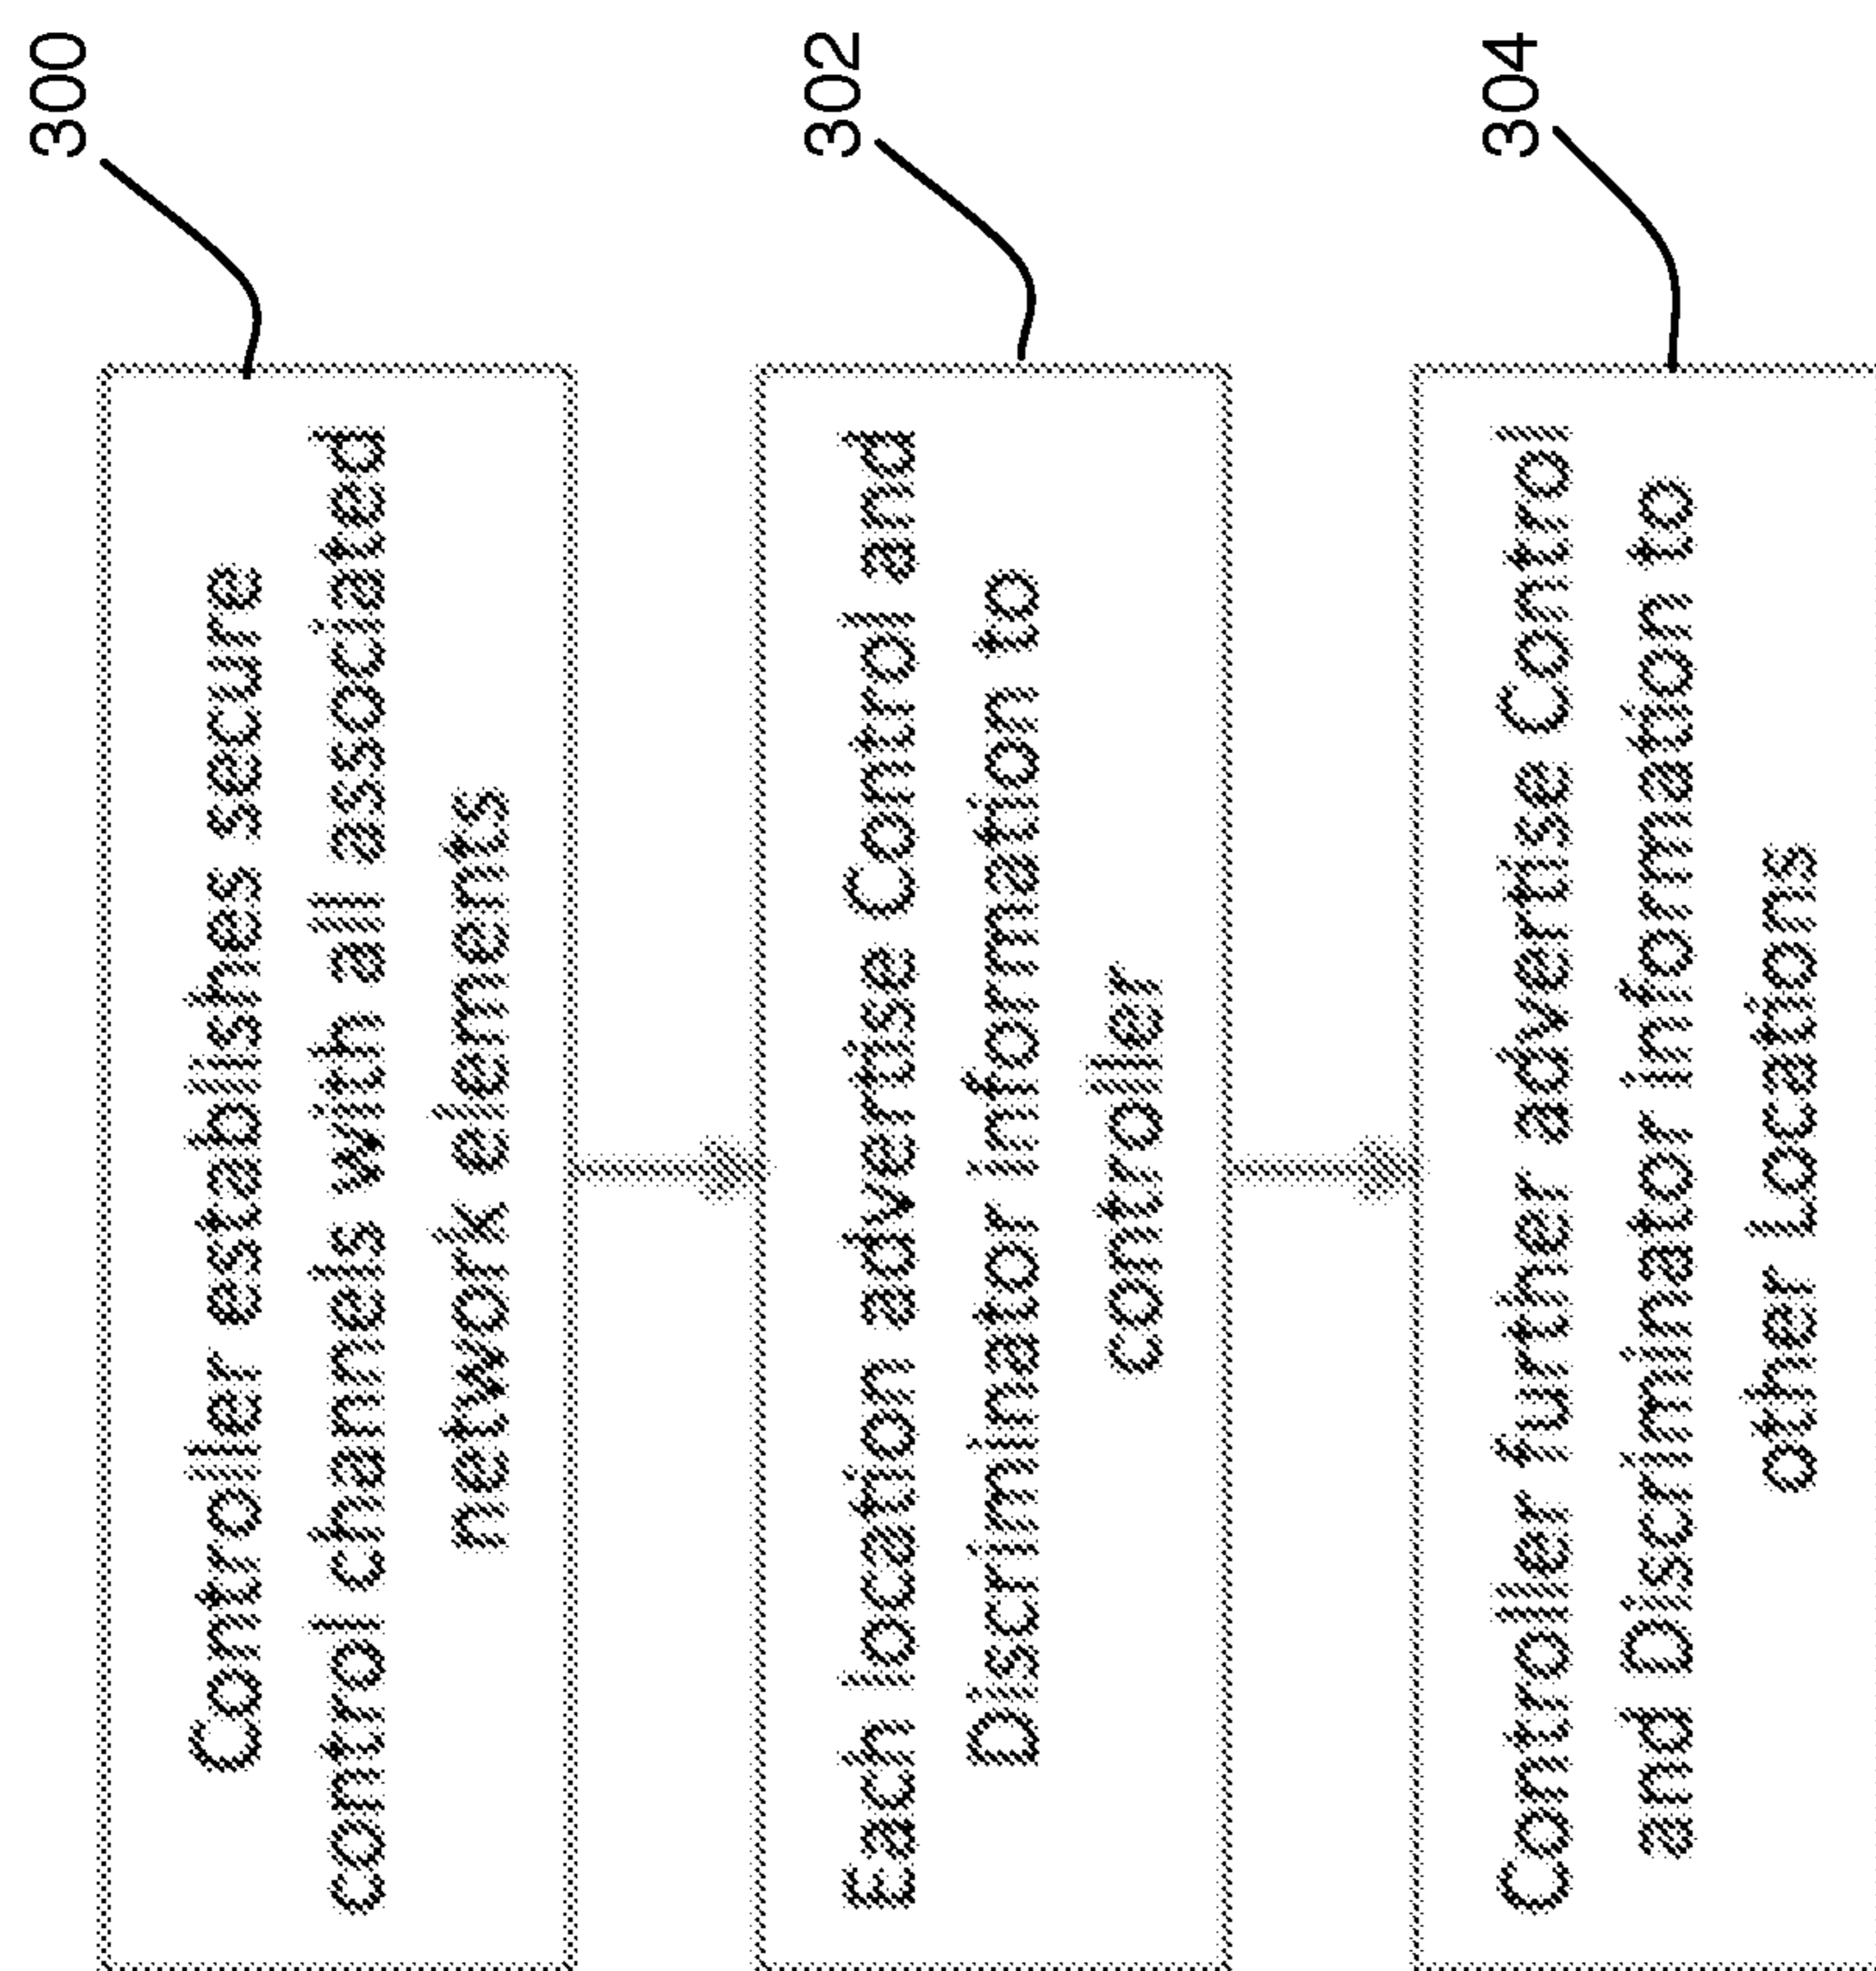 Controller establishes secure
control channels with all associated
network elements
300
Each location advertise Control and
Discriminator information to
controller
302
Controller further advertise Control
and Discriminator information to
other Locations
304